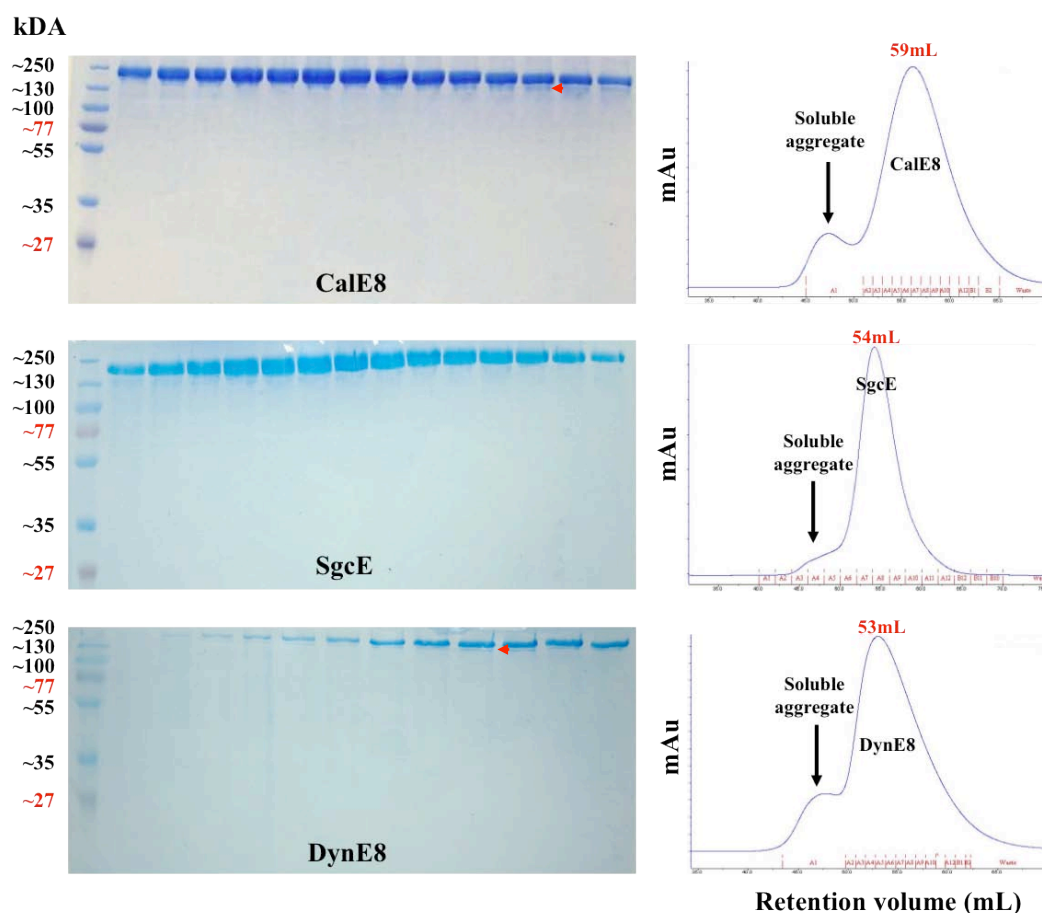 kDA
~250
~130
~100
~77
~55
~35
~27
CalE8
59mL
Soluble
aggregate
CalE8
mAu
~250
~130
~100
~77
~55
~35
~27
SgcE
54mL
SgcE
Soluble
aggregate
mAu
~250
~130
~100
~77
~55
~35
~27
DynE8
53mL
Soluble
aggregate
DynE8
mAu
Retention volume (mL)